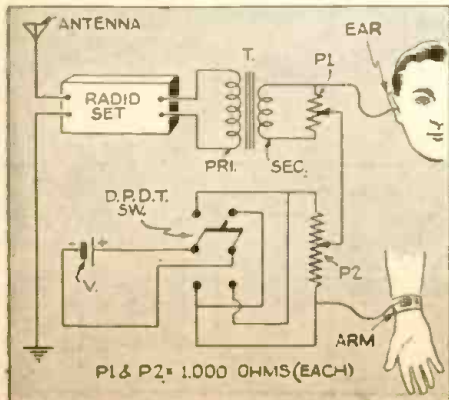 ANTENNA
RADIO
SET
T.
P1
EAR
PRI.
SEC.
D.P.D.T.
SW.
- +
V.
P2
ARM
P1 & P2 = 1.000 OHMS (EACH)